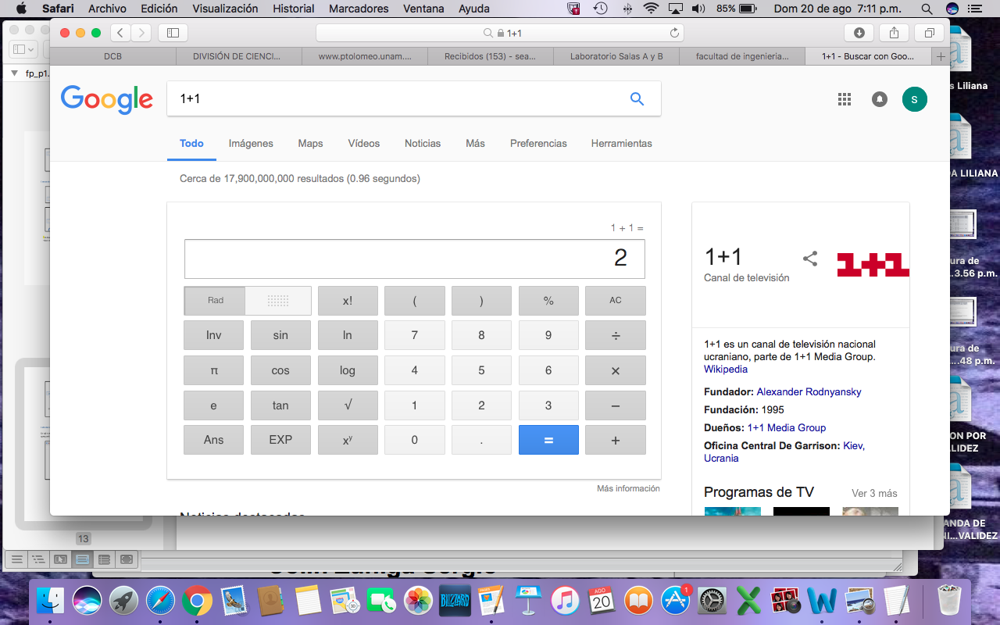 Safari Archivo Edición Visualización Historial Marcadores Ventana Ayuda 85% Dom 20 de ago 7:11 p.m.
1+1
DCB DIVISIÓN DE CIENCI... www.ptolomeo.unam.... Recibidos (153) - sea... Laboratorio Salas A y B facultad de ingenieria... 1+1 - Buscar con Goo...
fp_p1.
Google 1+1 S
Todo Imágenes Maps Vídeos Noticias Más Preferencias Herramientas
Cerca de 17,900,000,000 resultados (0.96 segundos)
1 + 1 =
2
Rad x! ( ) % AC
Inv sin ln 7 8 9 ÷
π cos log 4 5 6 ×
e tan √ 1 2 3 −
Ans EXP xʸ 0 . = +
Más información
1+1
Canal de televisión
1+1
1+1 es un canal de televisión nacional
ucraniano, parte de 1+1 Media Group.
Wikipedia
Fundador: Alexander Rodnyansky
Fundación: 1995
Dueños: 1+1 Media Group
Oficina Central De Garrison: Kiev,
Ucrania
Programas de TV Ver 3 más
Liliana
LILIANA
ura de
...3.56 p.m.
ura de
...48 p.m.
ON POR
LIDEZ
ANDA DE
NI...VALIDEZ
13
BLIZZARD
AGO
20
1